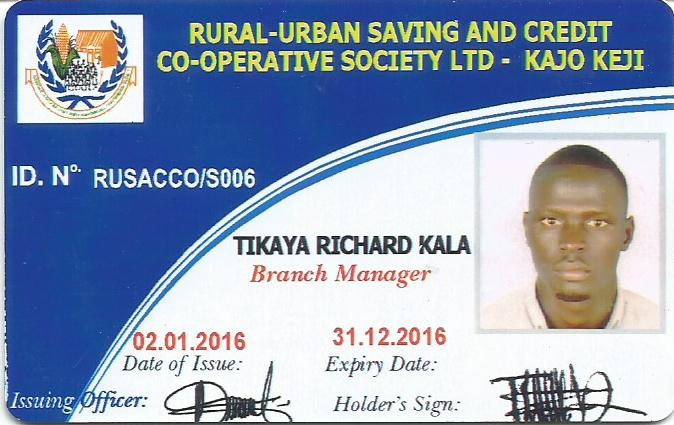 RURAL-URBAN SAVING AND CREDIT
CO-OPERATIVE SOCIETY LTD - KAJO KEJI
ID. Nº. RUSACCO/S006
TIKAYA RICHARD KALA
Branch Manager
02.01.2016 31.12.2016
Date of Issue: Expiry Date:
Issuing Officer: Holder's Sign: